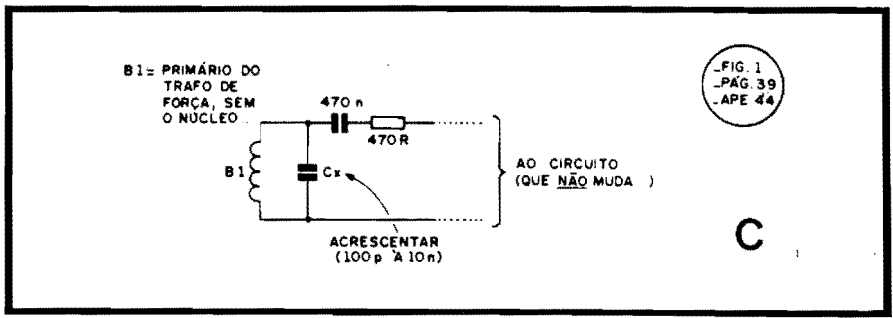 B1= PRIMÁRIO DO
TRAFO DE
FORÇA, SEM
O NÚCLEO...
470 n
470R
B1
Cx
ACRESCENTAR
(100p A 10n)
AO CIRCUITO
(QUE NÃO MUDA )
-FIG. 1
-PÁG. 39
-APE 44
C